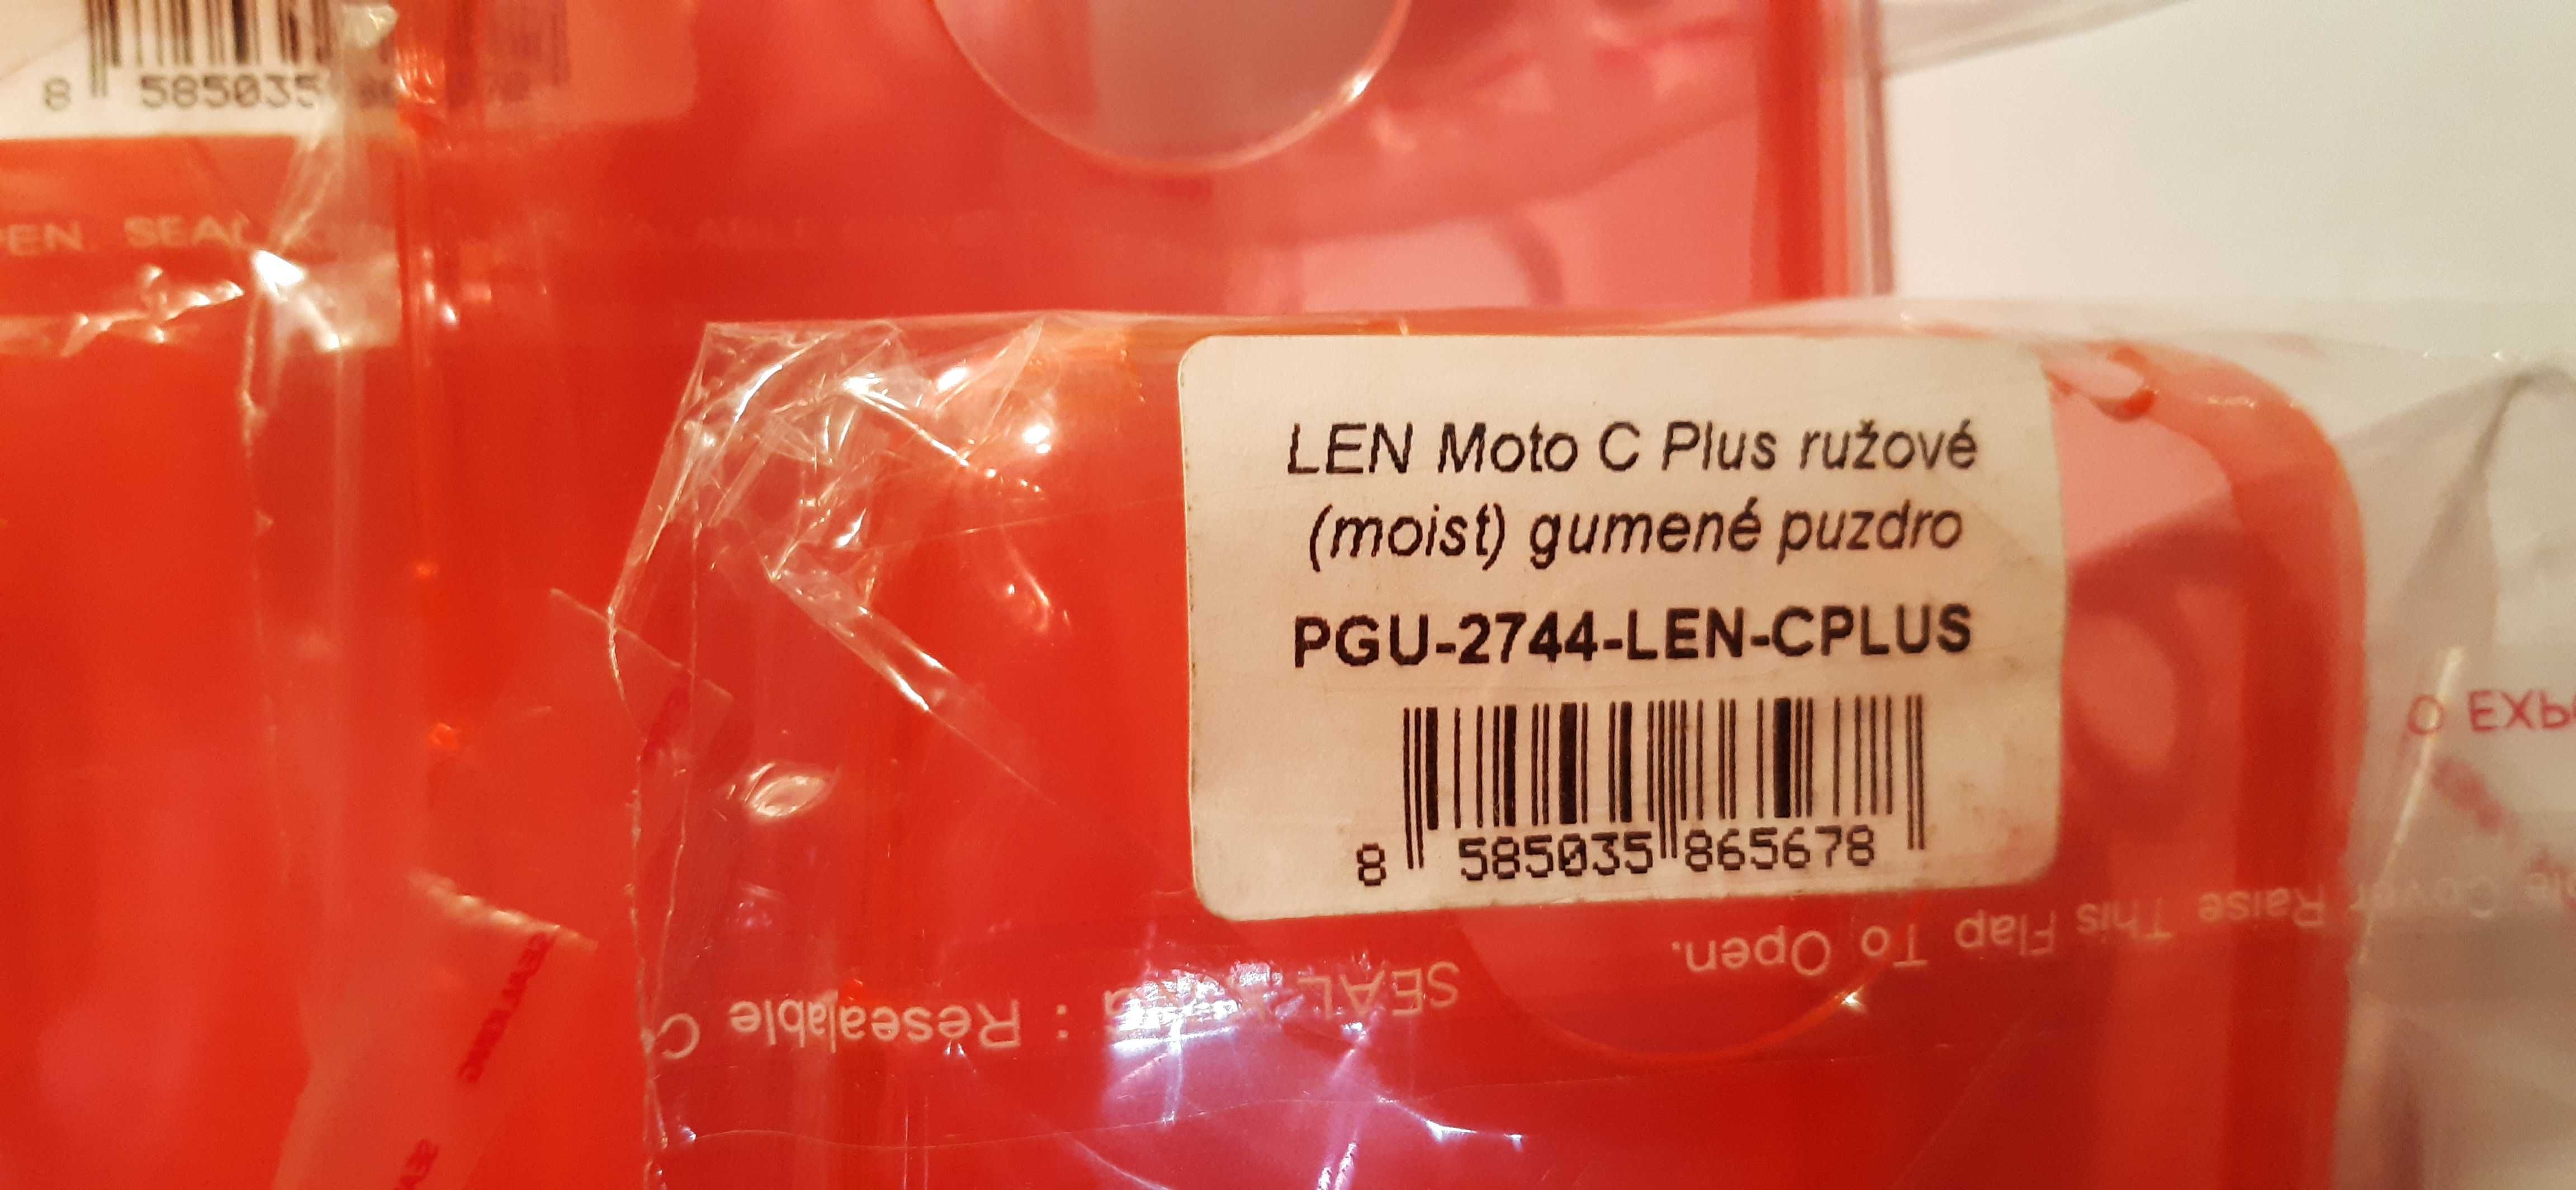 8 585035
SEAL
LEN Moto C Plus ružové
(moist) gumené puzdro
PGU-2744-LEN-CPLUS
8 585035 865678
Raise This Flap To Open.
SEAL : Resealable